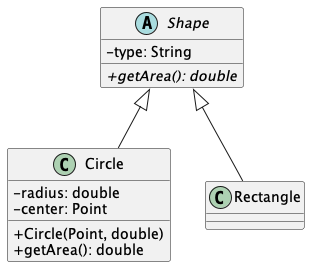 A Shape
-type: String
+getArea(): double
C Circle
-radius: double
-center: Point
+Circle(Point, double)
+getArea(): double
C Rectangle